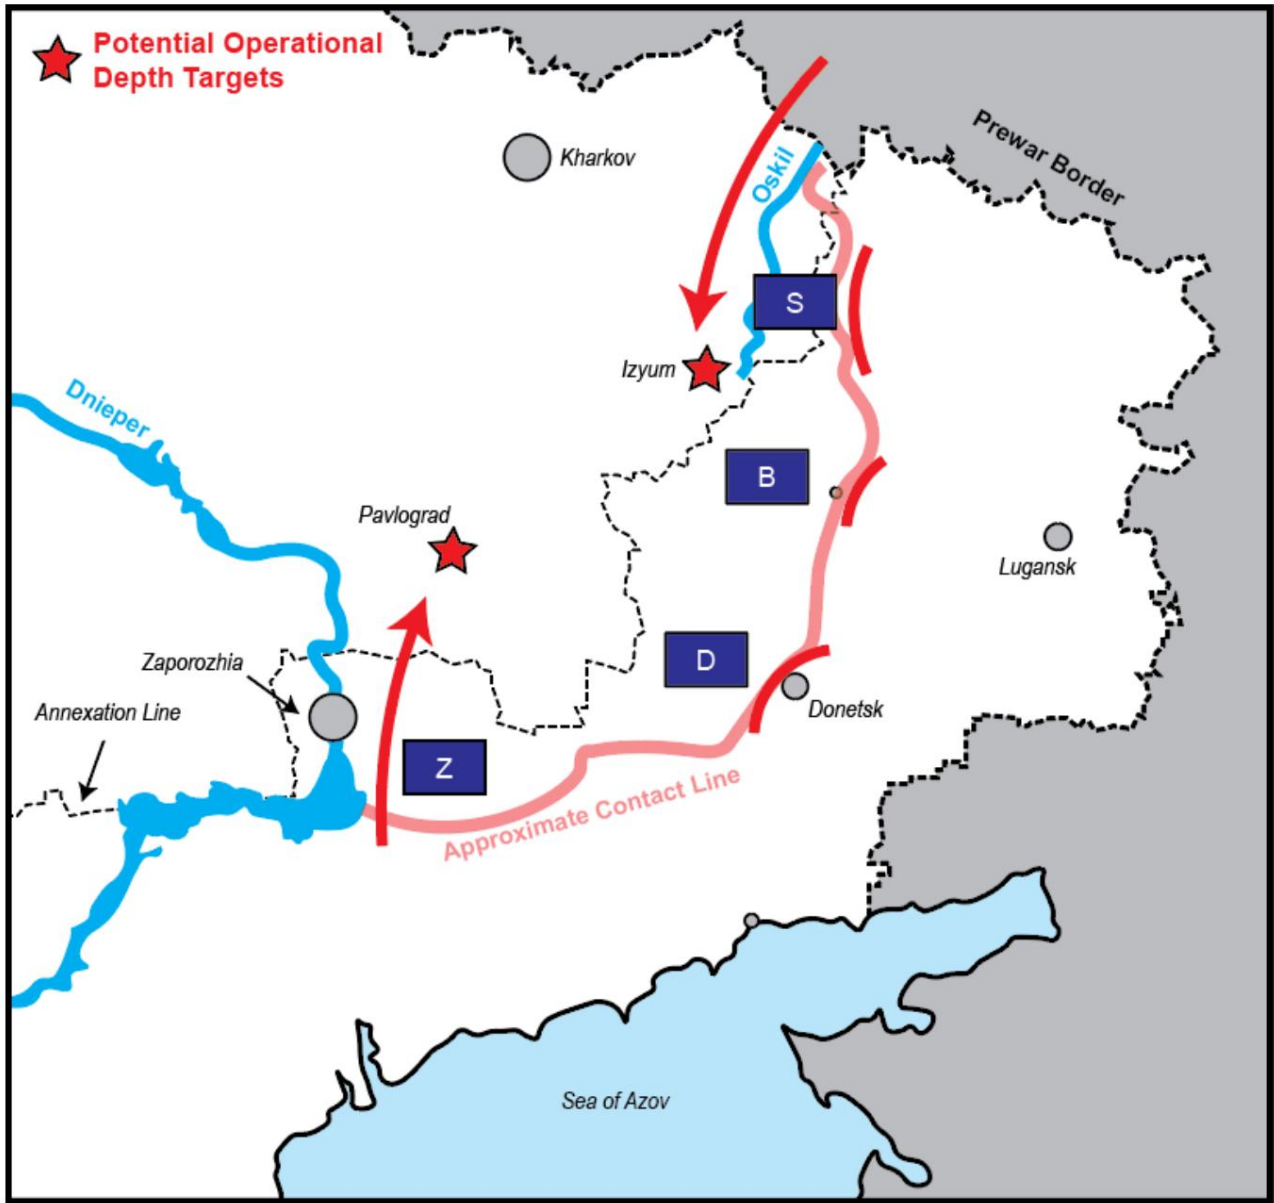 Potential Operational
Depth Targets
Prewar Border
Kharkov
Oskil
S
Izyum
Dnieper
B
Pavlograd
Lugansk
Zaporozhia
D
Annexation Line
Donetsk
Z
Approximate Contact Line
Sea of Azov